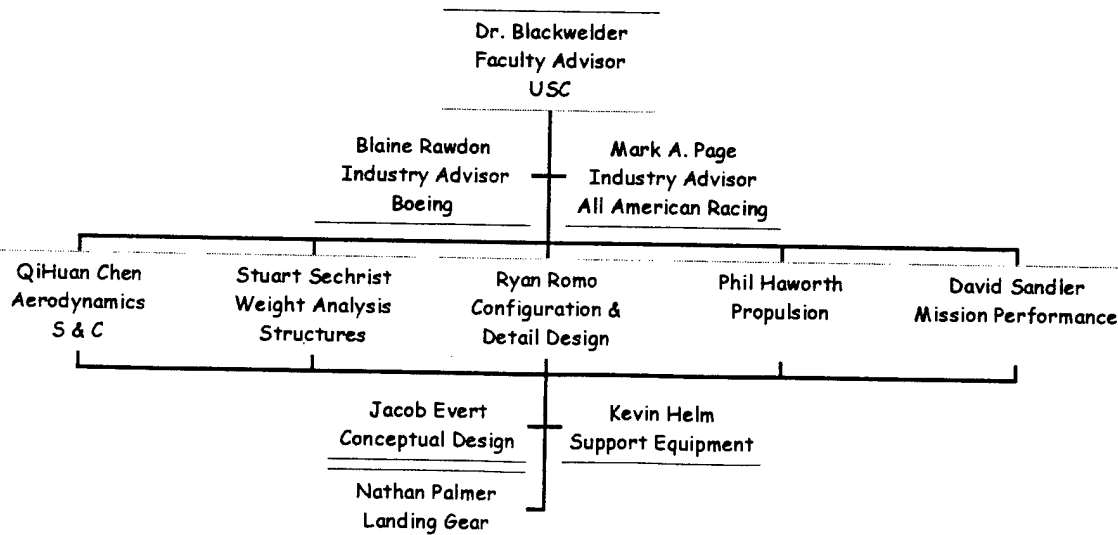 Dr. Blackwelder
Faculty Advisor
USC
Blaine Rawdon
Industry Advisor
Boeing
Mark A. Page
Industry Advisor
All American Racing
QiHuan Chen
Aerodynamics
S & C
Stuart Sechrist
Weight Analysis
Structures
Ryan Romo
Configuration &
Detail Design
Phil Haworth
Propulsion
David Sandler
Mission Performance
Jacob Evert
Conceptual Design
Kevin Helm
Support Equipment
Nathan Palmer
Landing Gear